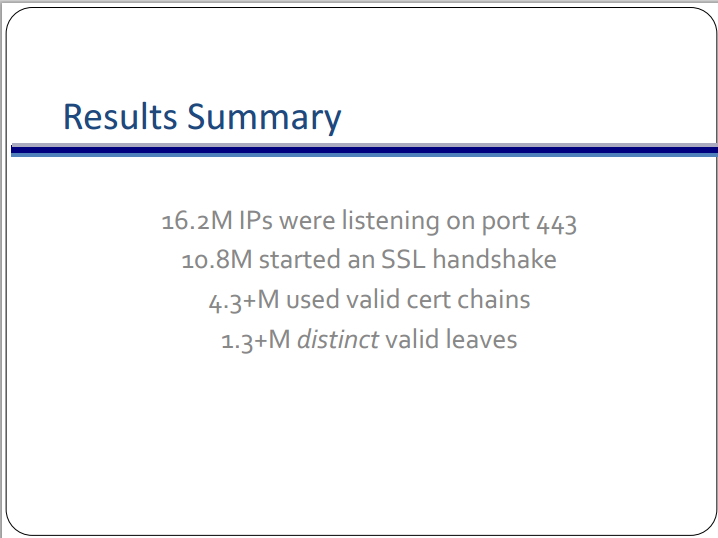 Results Summary
16.2M IPs were listening on port 443
10.8M started an SSL handshake
4.3+M used valid cert chains
1.3+M distinct valid leaves